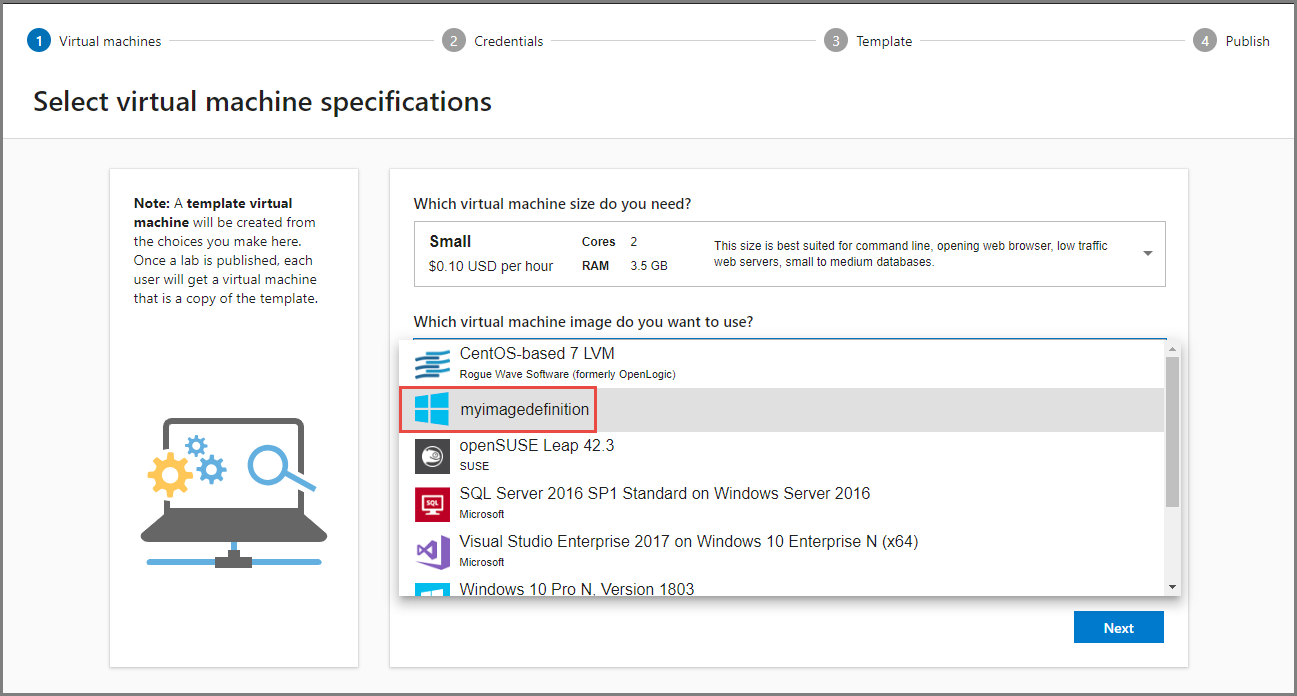 1 Virtual machines 2 Credentials 3 Template 4 Publish
Select virtual machine specifications
Note: A template virtual
machine will be created from
the choices you make here.
Once a lab is published, each
user will get a virtual machine
that is a copy of the template.
Which virtual machine size do you need?
Small
$0.10 USD per hour
Cores 2
RAM 3.5 GB
This size is best suited for command line, opening web browser, low traffic
web servers, small to medium databases.
Which virtual machine image do you want to use?
CentOS-based 7 LVM
Rogue Wave Software (formerly OpenLogic)
myimagedefinition
openSUSE Leap 42.3
SUSE
SQL
SQL Server 2016 SP1 Standard on Windows Server 2016
Microsoft
Visual Studio Enterprise 2017 on Windows 10 Enterprise N (x64)
Microsoft
Windows 10 Pro N, Version 1803
Next